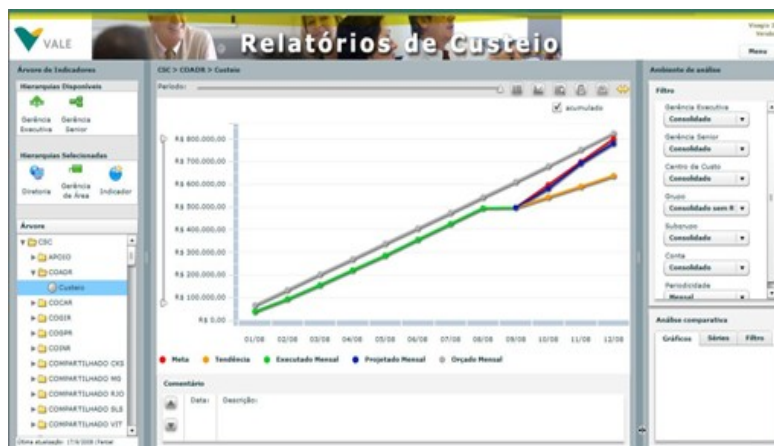 VALE
Relatórios de Custeio
Menu
Árvore de Indicadores
Hierarquias Disponíveis
Gerência Executiva
Gerência Senior
Hierarquias Selecionadas
Diretoria
Gerência de Área
Indicador
Árvore
CSC
APOIO
COADR
Custeio
COCAR
COGIR
COGPR
COINR
COMPARTILHADO CKS
COMPARTILHADO MG
COMPARTILHADO RJO
COMPARTILHADO SLS
COMPARTILHADO VIT
CSC > COADR > Custeio
Período:
acumulado
R$ 800.000,00
R$ 700.000,00
R$ 600.000,00
R$ 500.000,00
R$ 400.000,00
R$ 300.000,00
R$ 200.000,00
R$ 100.000,00
R$ 0,00
01/08 02/08 03/08 04/08 05/08 06/08 07/08 08/08 09/08 10/08 11/08 12/08
Meta Tendência Executado Mensal Projetado Mensal Orçado Mensal
Comentário
Data: Descrição:
Ambiente de análise
Filtro
Gerência Executiva
Consolidado
Gerência Senior
Consolidado
Centro de Custo
Consolidado
Grupo
Consolidado sem R
Subgrupo
Consolidado
Conta
Consolidado
Periodicidade
Mensal
Análise comparativa
Gráficos Séries Filtro